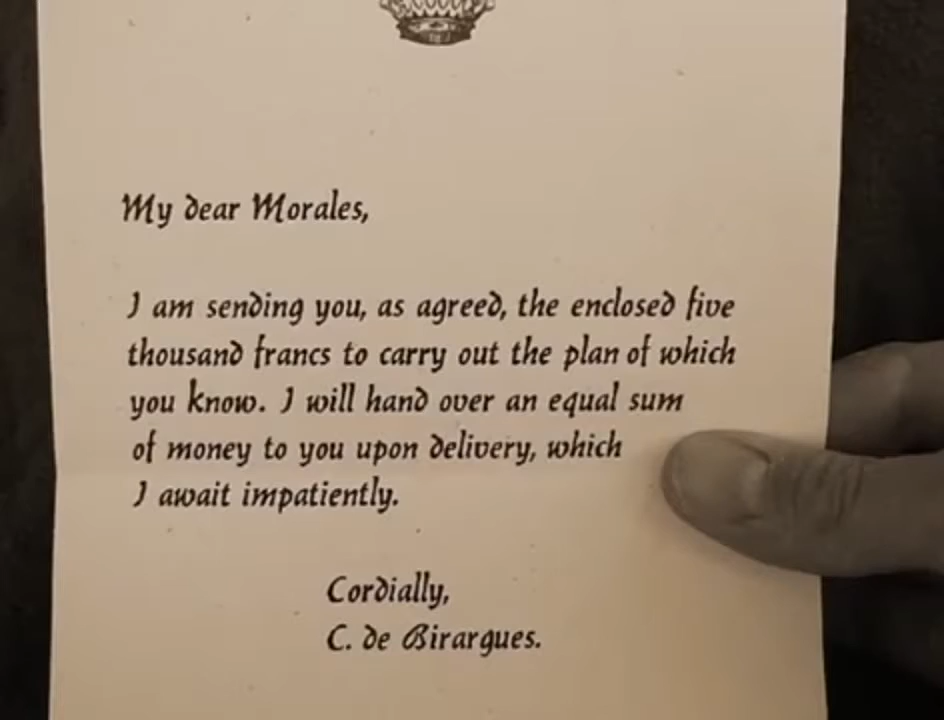 My dear Morales,
I am sending you, as agreed, the enclosed five
thousand francs to carry out the plan of which
you know. I will hand over an equal sum
of money to you upon delivery, which
I await impatiently.
Cordially,
C. de Birargues.